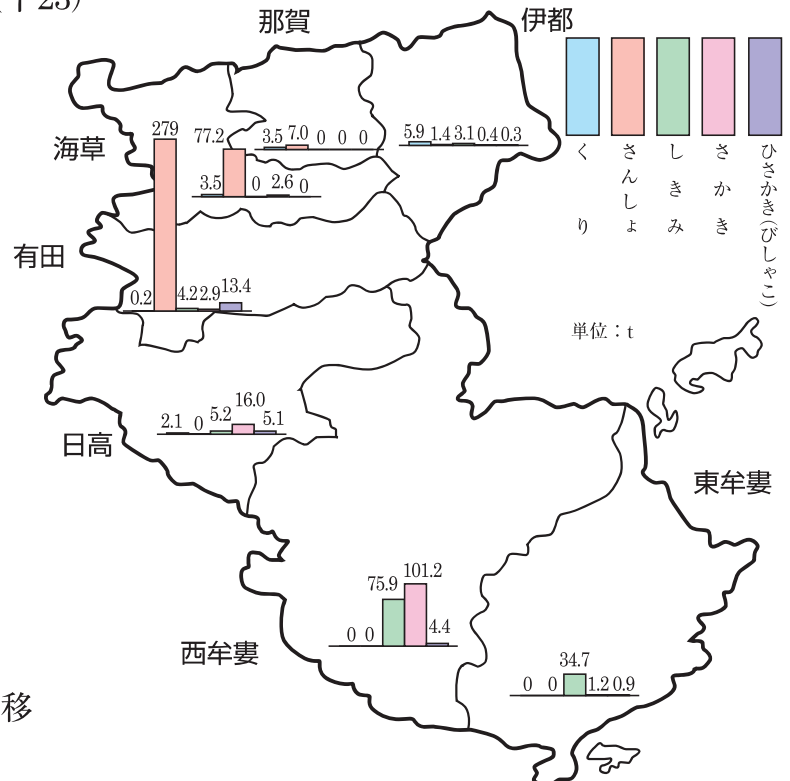 那賀
伊都
くり
さんしょ
しきみ
さかき
ひさかき(びしゃこ)
単位：t
3.5 7.0 0 0 0
5.9 1.4 3.1 0.4 0.3
海草
3.5 77.2 0 2.6 0
有田
0.2 279 4.2 2.9 13.4
日高
2.1 0 5.2 16.0 5.1
東牟婁
西牟婁
0 0 75.9 101.2 4.4
0 0 34.7 1.2 0.9
移